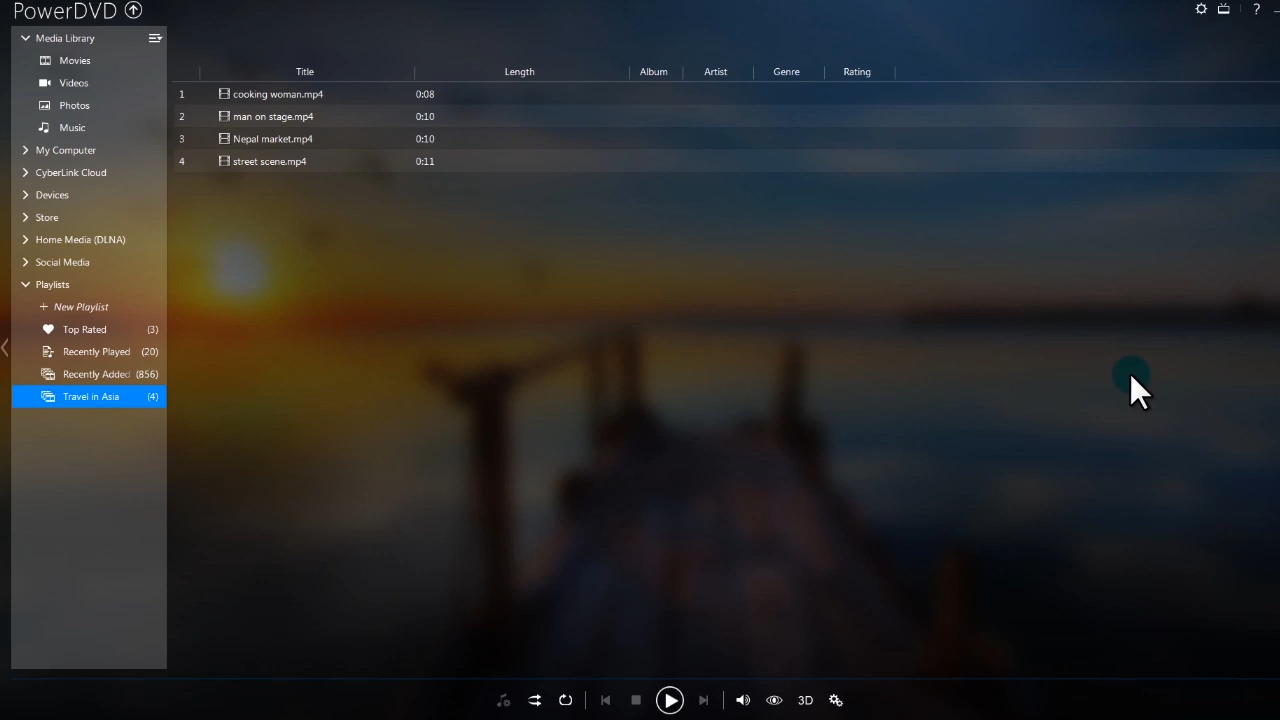 PowerDVD
?
Media Library
Movies
Videos
Photos
Music
My Computer
CyberLink Cloud
Devices
Store
Home Media (DLNA)
Social Media
Playlists
+ New Playlist
Top Rated (3)
Recently Played (20)
Recently Added (856)
Travel in Asia (4)
Title Length Album Artist Genre Rating
1 cooking woman.mp4 0:08
2 man on stage.mp4 0:10
3 Nepal market.mp4 0:10
4 street scene.mp4 0:11
3D